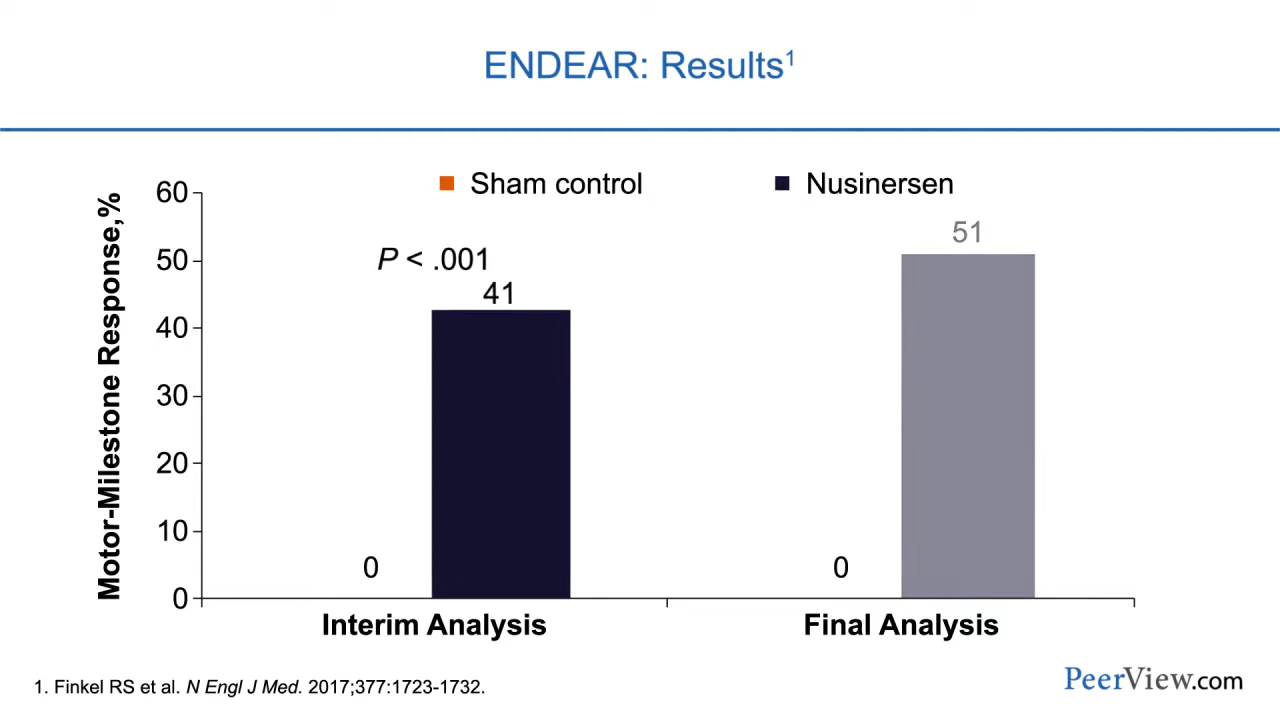 ENDEAR: Results¹
Sham control
Nusinersen
Motor-Milestone Response,%
60
50
40
30
20
10
0
P < .001
41
0
51
0
Interim Analysis
Final Analysis
1. Finkel RS et al. N Engl J Med. 2017;377:1723-1732.
PeerView.com